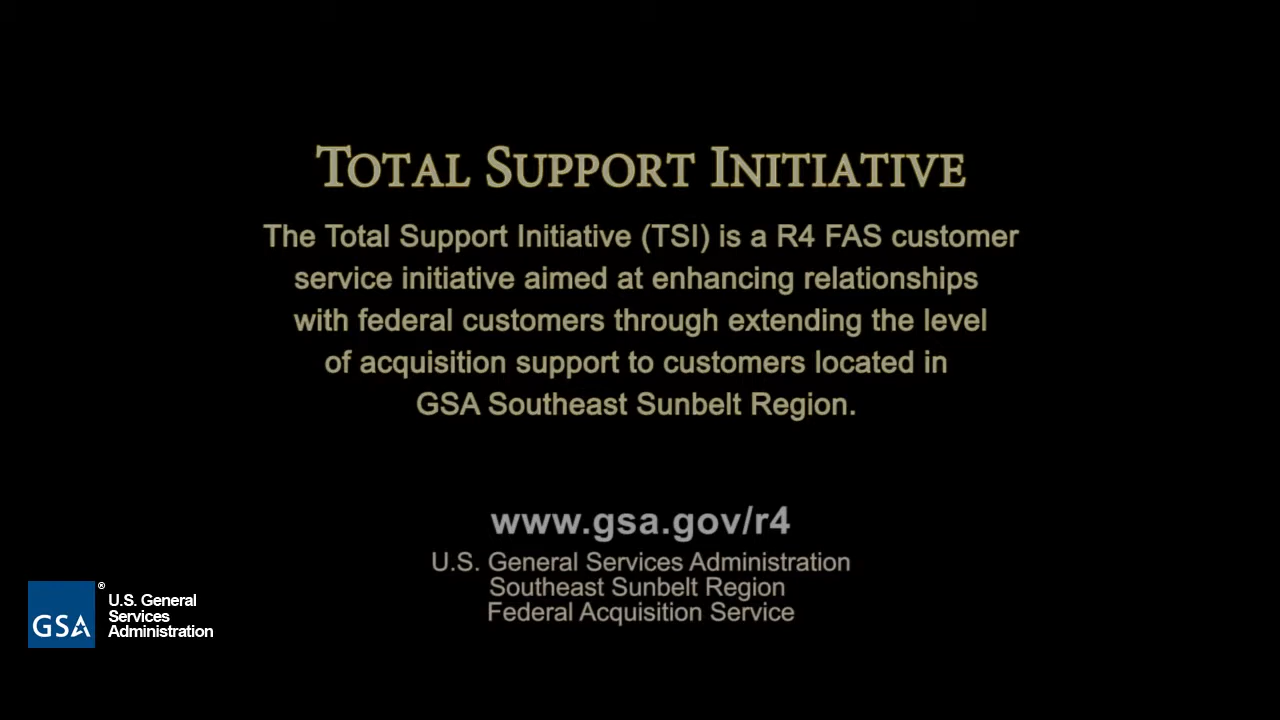 TOTAL SUPPORT INITIATIVE
The Total Support Initiative (TSI) is a R4 FAS customer
service initiative aimed at enhancing relationships
with federal customers through extending the level
of acquisition support to customers located in
GSA Southeast Sunbelt Region.
www.gsa.gov/r4
U.S. General Services Administration
Southeast Sunbelt Region
Federal Acquisition Service
GSA®
U.S. General
Services
Administration